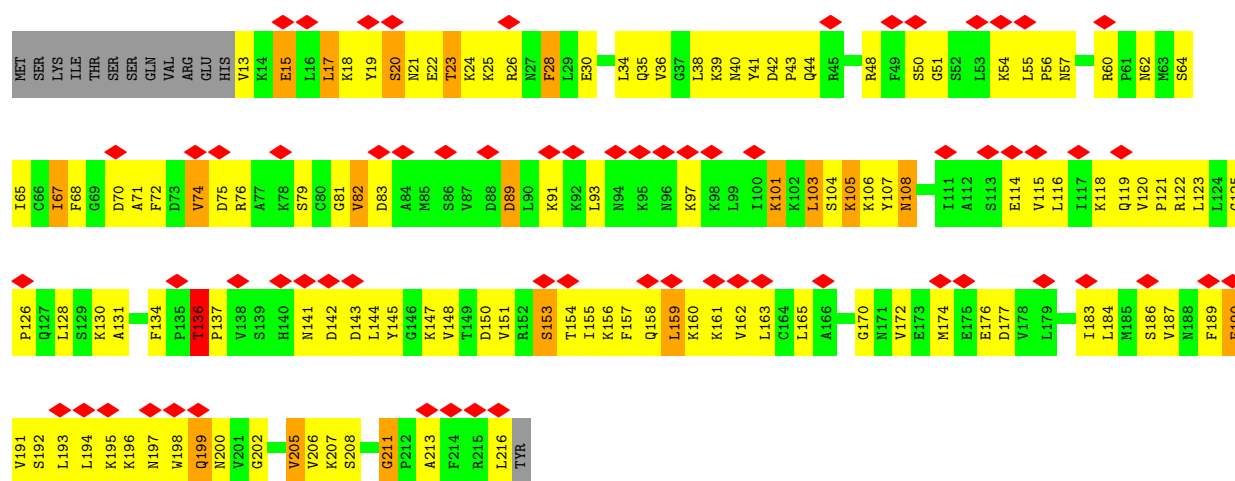 MET SER LYS ILE THR SER SER GLN VAL ARG GLU HIS V13 K14 E15 L16 L17 K18 Y19 S20 N21 E22 T23 K24 K25 R26 N27 F28 L29 E30 L34 Q35 V36 G37 L38 K39 N40 Y41 D42 P43 Q44 R45 R48 F49 S50 G51 S52 L53 K54 L55 P56 N57 R60 P61 N62 M63 S64
I65 C66 I67 F68 G69 D70 A71 F72 D73 V74 D75 R76 A77 K78 S79 C80 G81 V82 D83 A84 M85 S86 V87 D88 D89 L90 K91 K92 L93 N94 K95 N96 K97 K98 L99 I100 K101 K102 L103 S104 K105 K106 Y107 N108 I111 A112 S113 E114 V115 L116 I117 K118 Q119 V120 P121 R122 L123 L124
P126 Q127 L128 S129 K130 A131 F134 P135 T136 P137 V138 S139 H140 N141 D142 D143 L144 Y145 G146 K147 V148 T149 D150 V151 R152 S153 T154 I155 K156 F157 Q158 L159 K160 K161 V162 L163 C164 L165 A166 G170 N171 V172 E173 M174 E175 E176 D177 V178 L179 I183 L184 M185 S186 V187 N188 F189
V191 S192 L193 L194 K195 K196 N197 W198 Q199 N200 V201 G202 V205 V206 K207 S208 G211 P212 A213 F214 R215 L216 TYR